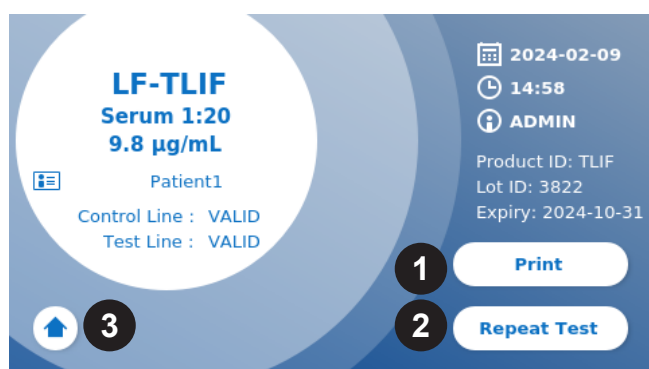 LF-TLIF
Serum 1:20
9.8 µg/mL
Patient1
Control Line : VALID
Test Line : VALID
2024-02-09
14:58
ADMIN
Product ID: TLIF
Lot ID: 3822
Expiry: 2024-10-31
1 Print
2 Repeat Test
3